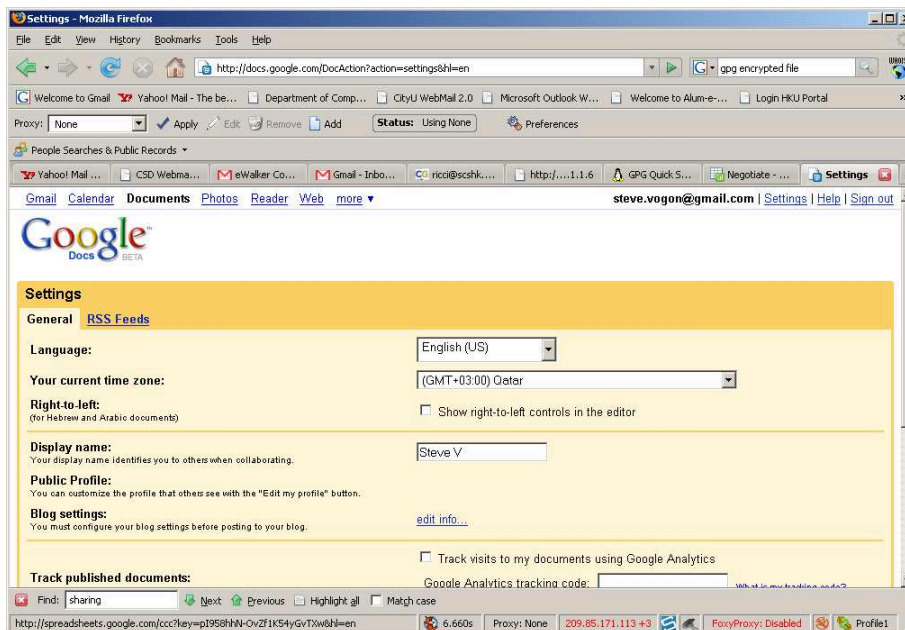 Settings - Mozilla Firefox
File Edit View History Bookmarks Tools Help
http://docs.google.com/DocAction?action=settings&hl=en gpg encrypted file
Welcome to Gmail Yahoo! Mail - The be... Department of Comp... CityU WebMail 2.0 Microsoft Outlook W... Welcome to Alum-e-... Login HKU Portal »
Proxy: None Apply Edit Remove Add Status: Using None Preferences
People Searches & Public Records
Yahoo! Mail ... CSD Webma... eWalker Co... Gmail - Inbo... ricci@scshk.... http:/....1.1.6 GPG Quick S... Negotiate - ... Settings
Gmail Calendar Documents Photos Reader Web more ▼ steve.vogon@gmail.com | Settings | Help | Sign out
Google
Docs BETA
Settings
General RSS Feeds
Language: English (US)
Your current time zone: (GMT+03:00) Qatar
Right-to-left: Show right-to-left controls in the editor
(for Hebrew and Arabic documents)
Display name: Steve V
Your display name identifies you to others when collaborating.
Public Profile:
You can customize the profile that others see with the "Edit my profile" button.
Blog settings: edit info...
You must configure your blog settings before posting to your blog.
Track visits to my documents using Google Analytics
Track published documents: Google Analytics tracking code: What is my tracking code?
Find: sharing Next Previous Highlight all Match case
http://spreadsheets.google.com/ccc?key=pI958hhN-OvZf1K54yGvTXw&hl=en 6.660s Proxy: None 209.85.171.113 +3 FoxyProxy: Disabled Profile1